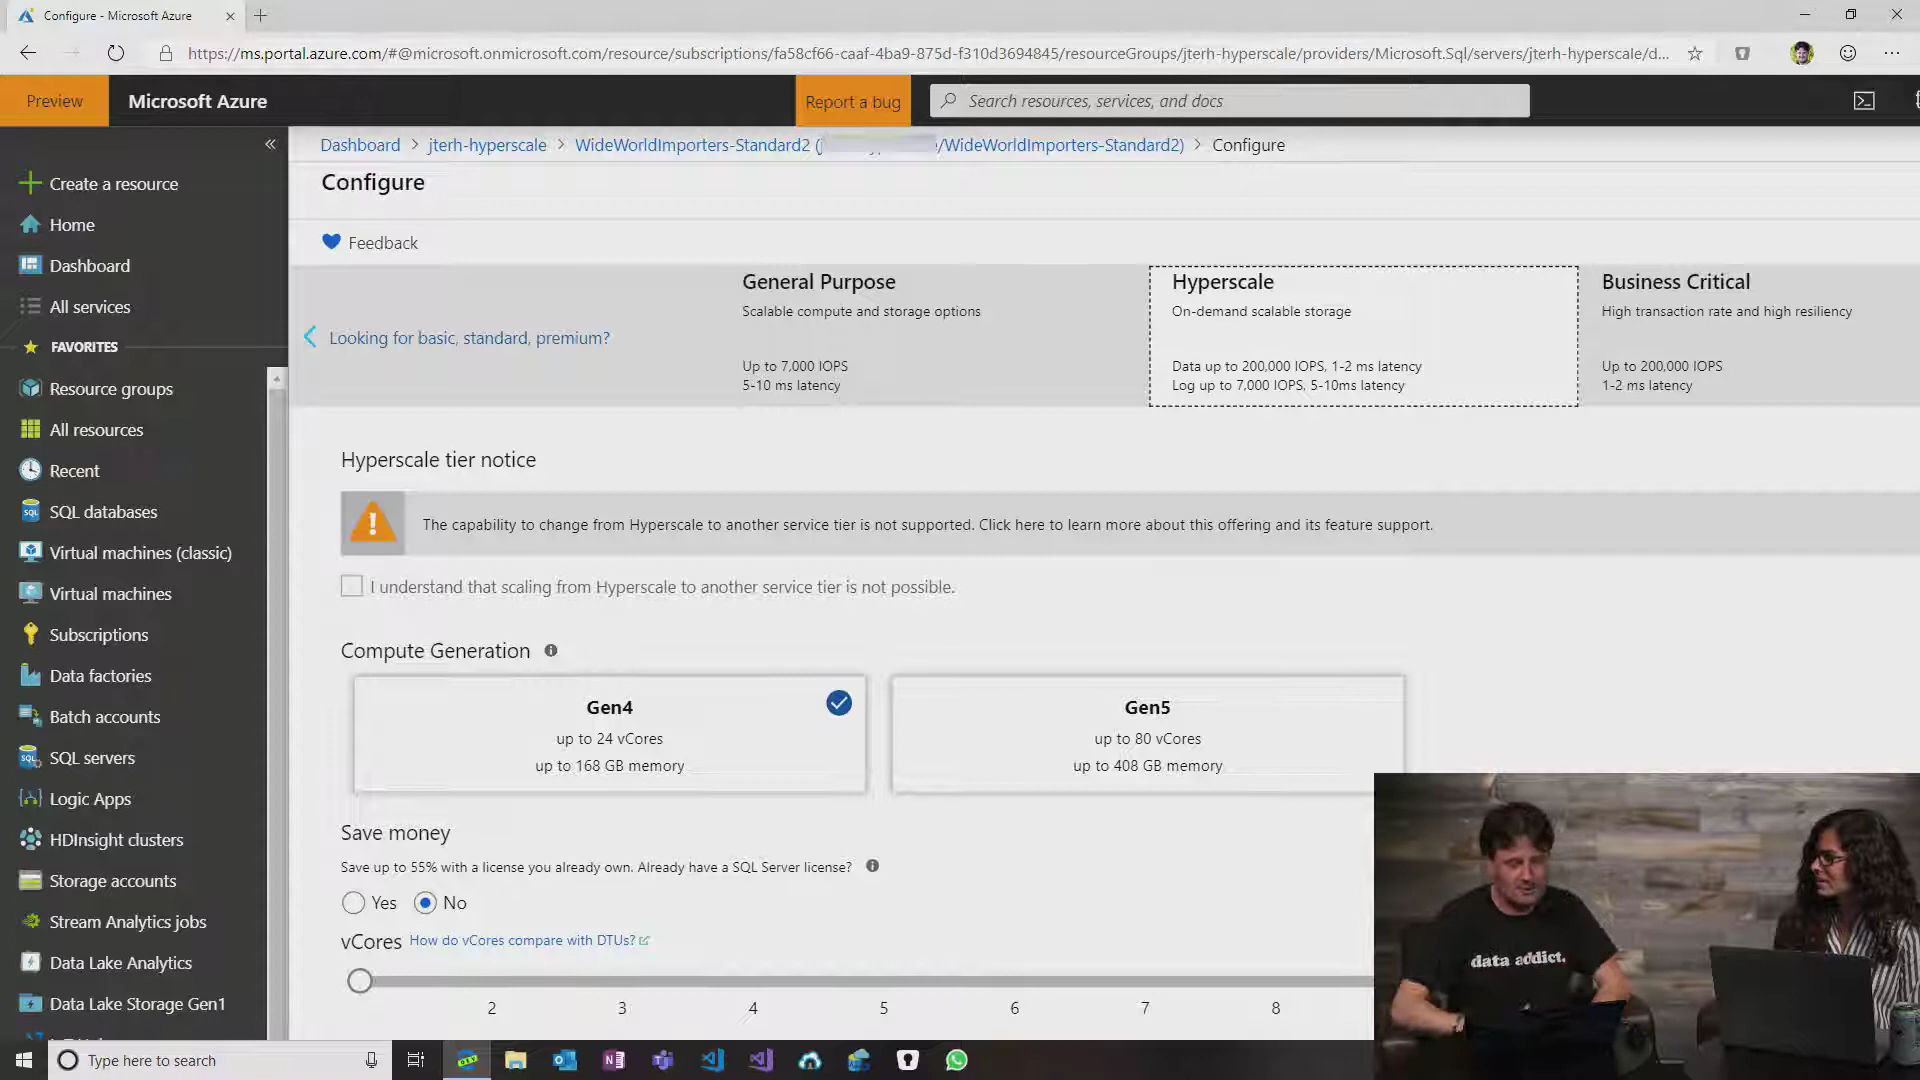 Configure - Microsoft Azure
https://ms.portal.azure.com/#@microsoft.onmicrosoft.com/resource/subscriptions/fa58cf66-caaf-4ba9-875d-f310d3694845/resourceGroups/jterh-hyperscale/providers/Microsoft.Sql/servers/jterh-hyperscale/d...
Preview
Microsoft Azure
Report a bug
Search resources, services, and docs
Dashboard > jterh-hyperscale > WideWorldImporters-Standard2 (j /WideWorldImporters-Standard2) > Configure
Configure
Feedback
Create a resource
Home
Dashboard
All services
FAVORITES
Resource groups
All resources
Recent
SQL databases
Virtual machines (classic)
Virtual machines
Subscriptions
Data factories
Batch accounts
SQL servers
Logic Apps
HDInsight clusters
Storage accounts
Stream Analytics jobs
Data Lake Analytics
Data Lake Storage Gen1
Looking for basic, standard, premium?
General Purpose
Scalable compute and storage options
Up to 7,000 IOPS
5-10 ms latency
Hyperscale
On-demand scalable storage
Data up to 200,000 IOPS, 1-2 ms latency
Log up to 7,000 IOPS, 5-10ms latency
Business Critical
High transaction rate and high resiliency
Up to 200,000 IOPS
1-2 ms latency
Hyperscale tier notice
The capability to change from Hyperscale to another service tier is not supported. Click here to learn more about this offering and its feature support.
I understand that scaling from Hyperscale to another service tier is not possible.
Compute Generation
Gen4
up to 24 vCores
up to 168 GB memory
Gen5
up to 80 vCores
up to 408 GB memory
Save money
Save up to 55% with a license you already own. Already have a SQL Server license?
Yes No
vCores How do vCores compare with DTUs?
2 3 4 5 6 7 8
data addict.
Type here to search